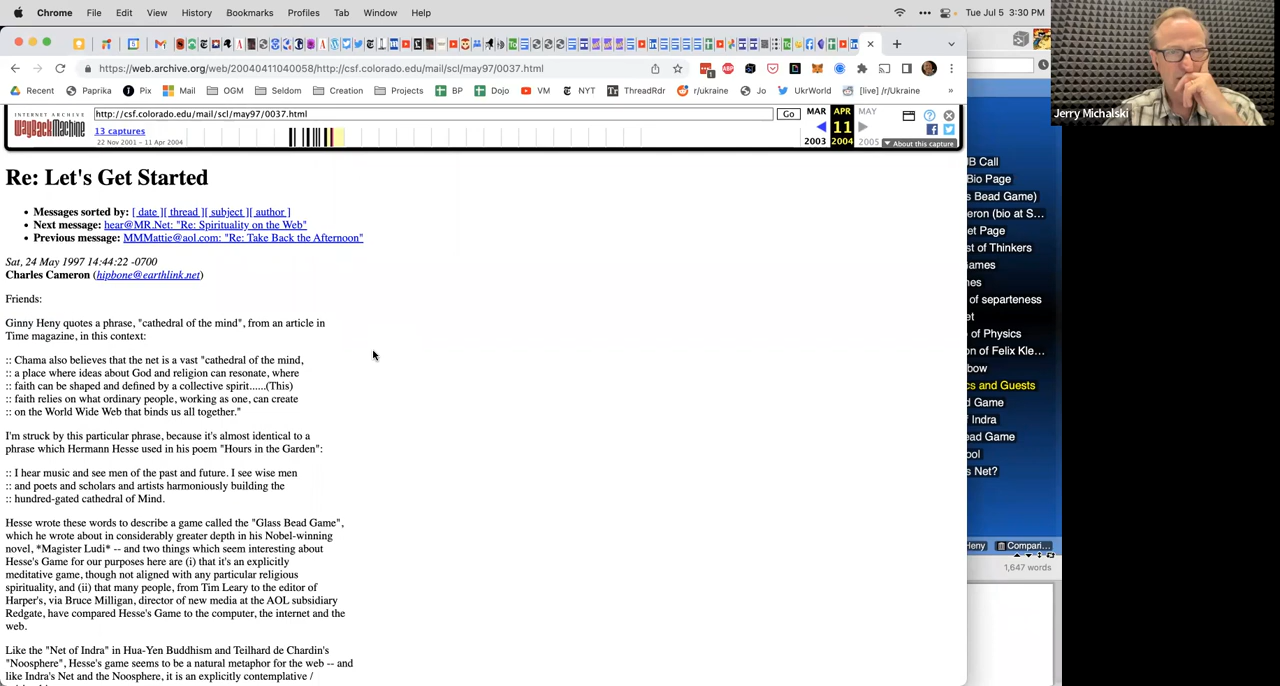 Chrome File Edit View History Bookmarks Profiles Tab Window Help
Tue Jul 5 3:30 PM
https://web.archive.org/web/20040411040058/http://csf.colorado.edu/mail/scl/may97/0037.html
Recent Paprika Pix Mail OGM Seldom Creation Projects BP Dojo VM NYT ThreadRdr r/ukraine Jo UkrWorld [live] /r/Ukraine »
INTERNET ARCHIVE
WayBackMachine
http://csf.colorado.edu/mail/scl/may97/0037.html
Go
MAR APR MAY
11
2003 2004 2005
13 captures
22 Nov 2001 – 11 Apr 2004
About this capture
Re: Let's Get Started
Messages sorted by: [ date ][ thread ][ subject ][ author ]
Next message: hear@MR.Net: "Re: Spirituality on the Web"
Previous message: MMMattie@aol.com: "Re: Take Back the Afternoon"
Sat, 24 May 1997 14:44:22 -0700
Charles Cameron (hipbone@earthlink.net)
Friends:
Ginny Heny quotes a phrase, "cathedral of the mind", from an article in
Time magazine, in this context:
:: Chama also believes that the net is a vast "cathedral of the mind,
:: a place where ideas about God and religion can resonate, where
:: faith can be shaped and defined by a collective spirit......(This)
:: faith relies on what ordinary people, working as one, can create
:: on the World Wide Web that binds us all together."
I'm struck by this particular phrase, because it's almost identical to a
phrase which Hermann Hesse used in his poem "Hours in the Garden":
:: I hear music and see men of the past and future. I see wise men
:: and poets and scholars and artists harmoniously building the
:: hundred-gated cathedral of Mind.
Hesse wrote these words to describe a game called the "Glass Bead Game",
which he wrote about in considerably greater depth in his Nobel-winning
novel, *Magister Ludi* -- and two things which seem interesting about
Hesse's Game for our purposes here are (i) that it's an explicitly
meditative game, though not aligned with any particular religious
spirituality, and (ii) that many people, from Tim Leary to the editor of
Harper's, via Bruce Milligan, director of new media at the AOL subsidiary
Redgate, have compared Hesse's Game to the computer, the internet and the
web.
Like the "Net of Indra" in Hua-Yen Buddhism and Teilhard de Chardin's
"Noosphere", Hesse's game seems to be a natural metaphor for the web -- and
like Indra's Net and the Noosphere, it is an explicitly contemplative /
Jerry Michalski
B Call
Bio Page
s Bead Game)
eron (bio at S...
et Page
st of Thinkers
ames
nes
of separteness
et
of Physics
on of Felix Kle...
bow
cs and Guests
d Game
f Indra
ead Game
ool
s Net?
Heny
Compari...
1,647 words